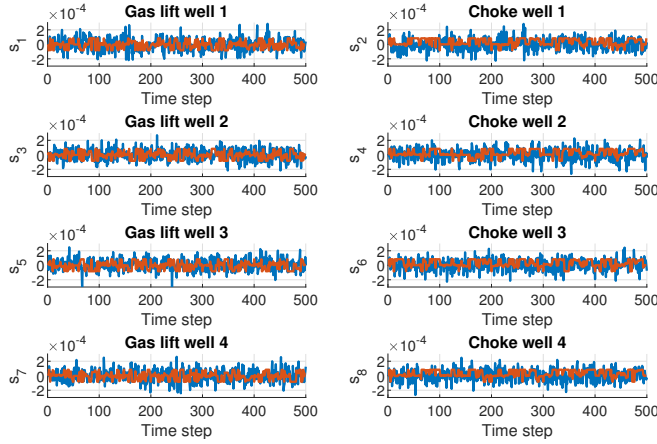 ×10⁻⁴ Gas lift well 1
2
0
-2
s₁
0 100 200 300 400 500
Time step
×10⁻⁴ Choke well 1
2
0
-2
s₂
0 100 200 300 400 500
Time step
×10⁻⁴ Gas lift well 2
2
0
-2
s₃
0 100 200 300 400 500
Time step
×10⁻⁴ Choke well 2
2
0
-2
s₄
0 100 200 300 400 500
Time step
×10⁻⁴ Gas lift well 3
2
0
-2
s₅
0 100 200 300 400 500
Time step
×10⁻⁴ Choke well 3
2
0
-2
s₆
0 100 200 300 400 500
Time step
×10⁻⁴ Gas lift well 4
2
0
-2
s₇
0 100 200 300 400 500
Time step
×10⁻⁴ Choke well 4
2
0
-2
s₈
0 100 200 300 400 500
Time step